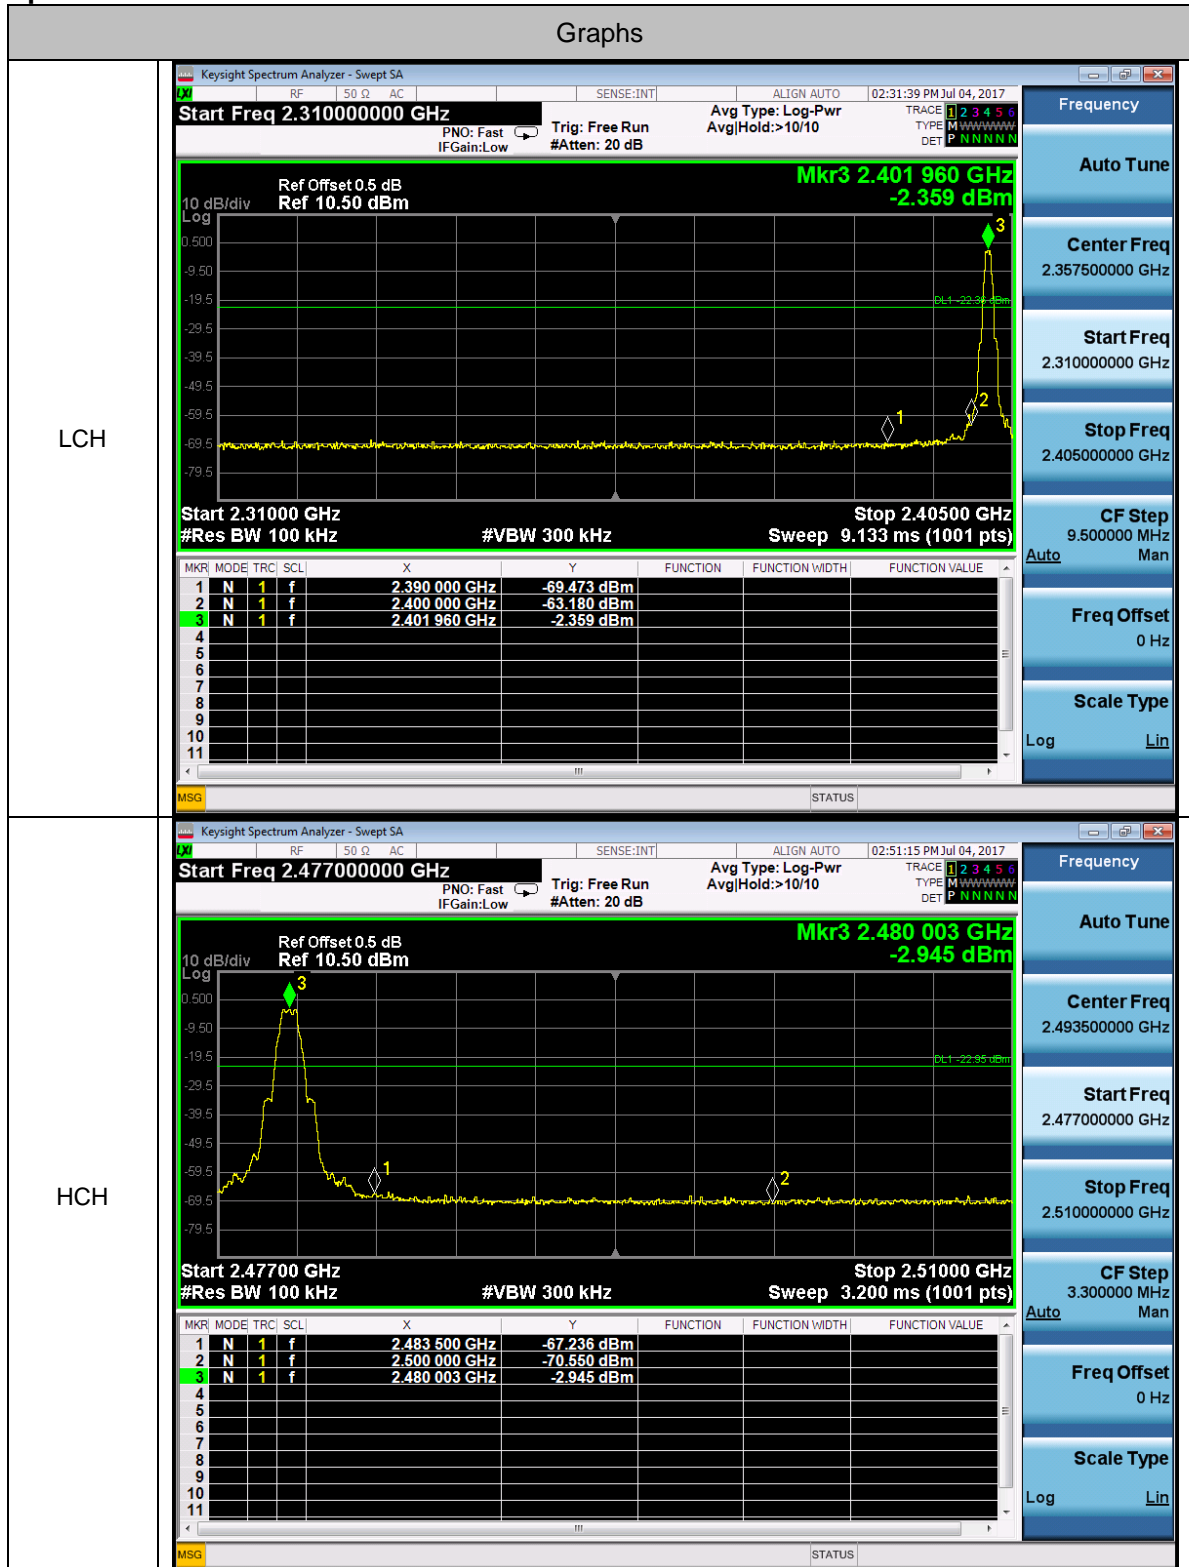 Graphs
LCH
Keysight Spectrum Analyzer - Swept SA
LXI RF 50 Ω AC SENSE:INT ALIGN AUTO 02:31:39 PM Jul 04, 2017
Start Freq 2.310000000 GHz
PNO: Fast
IFGain:Low
Trig: Free Run
#Atten: 20 dB
Avg Type: Log-Pwr
Avg|Hold:>10/10
TRACE 1 2 3 4 5 6
TYPE M WWWWW
DET P N N N N N
Ref Offset 0.5 dB
10 dB/div Ref 10.50 dBm
Log
Mkr3 2.401 960 GHz
-2.359 dBm
0.500
-9.50
-19.5
-29.5
-39.5
-49.5
-59.5
-69.5
-79.5
DL1 -22.36 dBm
1
2
3
Start 2.31000 GHz Stop 2.40500 GHz
#Res BW 100 kHz #VBW 300 kHz Sweep 9.133 ms (1001 pts)
MKR MODE TRC SCL X Y FUNCTION FUNCTION WIDTH FUNCTION VALUE
1 N 1 f 2.390 000 GHz -69.473 dBm
2 N 1 f 2.400 000 GHz -63.180 dBm
3 N 1 f 2.401 960 GHz -2.359 dBm
4
5
6
7
8
9
10
11
MSG STATUS
Frequency
Auto Tune
Center Freq
2.357500000 GHz
Start Freq
2.310000000 GHz
Stop Freq
2.405000000 GHz
CF Step
9.500000 MHz
Auto Man
Freq Offset
0 Hz
Scale Type
Log Lin
HCH
Keysight Spectrum Analyzer - Swept SA
LXI RF 50 Ω AC SENSE:INT ALIGN AUTO 02:51:15 PM Jul 04, 2017
Start Freq 2.477000000 GHz
PNO: Fast
IFGain:Low
Trig: Free Run
#Atten: 20 dB
Avg Type: Log-Pwr
Avg|Hold:>10/10
TRACE 1 2 3 4 5 6
TYPE M WWWWW
DET P N N N N N
Ref Offset 0.5 dB
10 dB/div Ref 10.50 dBm
Log
Mkr3 2.480 003 GHz
-2.945 dBm
0.500
-9.50
-19.5
-29.5
-39.5
-49.5
-59.5
-69.5
-79.5
DL1 -22.95 dBm
3
1
2
Start 2.47700 GHz Stop 2.51000 GHz
#Res BW 100 kHz #VBW 300 kHz Sweep 3.200 ms (1001 pts)
MKR MODE TRC SCL X Y FUNCTION FUNCTION WIDTH FUNCTION VALUE
1 N 1 f 2.483 500 GHz -67.236 dBm
2 N 1 f 2.500 000 GHz -70.550 dBm
3 N 1 f 2.480 003 GHz -2.945 dBm
4
5
6
7
8
9
10
11
MSG STATUS
Frequency
Auto Tune
Center Freq
2.493500000 GHz
Start Freq
2.477000000 GHz
Stop Freq
2.510000000 GHz
CF Step
3.300000 MHz
Auto Man
Freq Offset
0 Hz
Scale Type
Log Lin